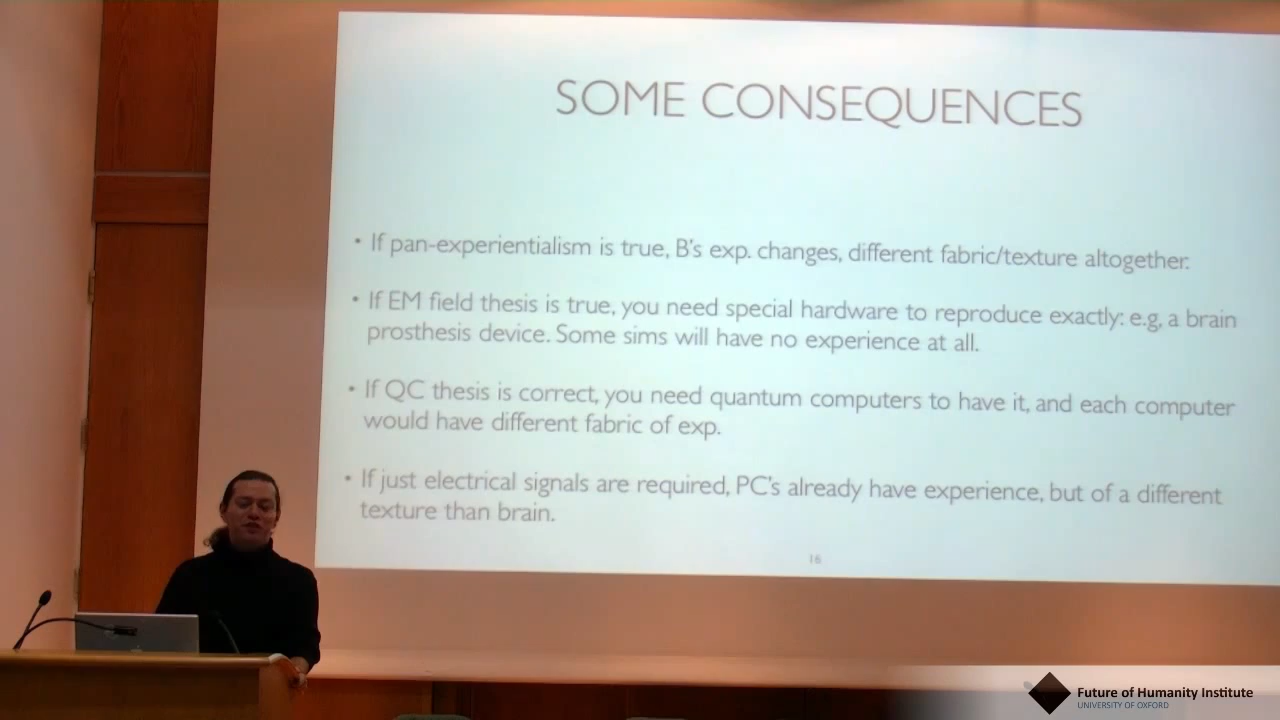 SOME CONSEQUENCES
• If pan-experientialism is true, B's exp. changes, different fabric/texture altogether.
• If EM field thesis is true, you need special hardware to reproduce exactly: e.g, a brain
prosthesis device. Some sims will have no experience at all.
• If QC thesis is correct, you need quantum computers to have it, and each computer
would have different fabric of exp.
• If just electrical signals are required, PC's already have experience, but of a different
texture than brain.
16
Future of Humanity Institute
UNIVERSITY OF OXFORD